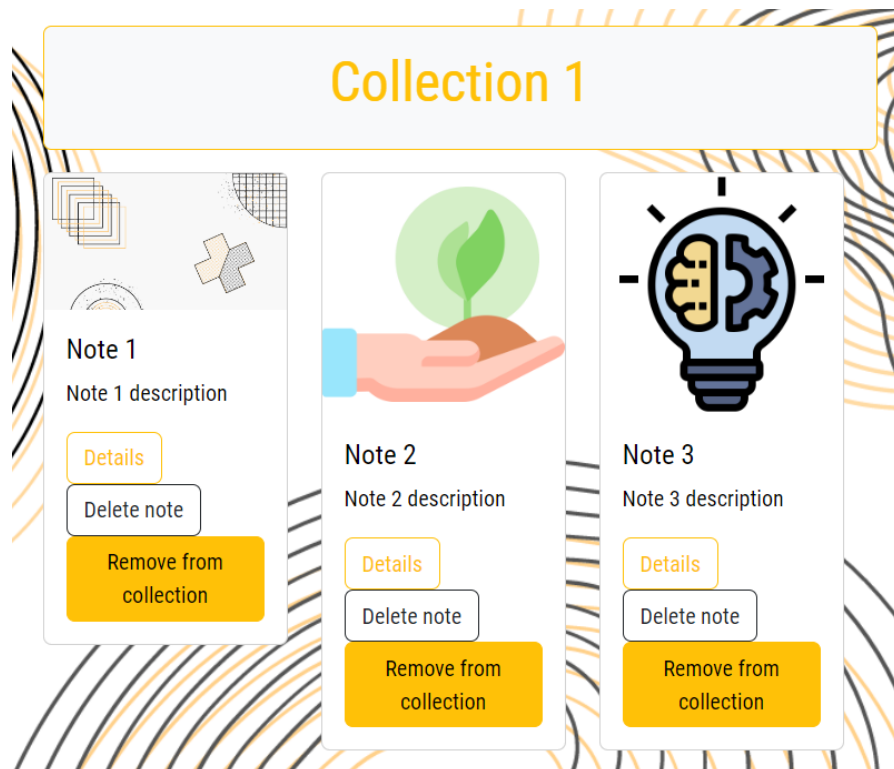 Collection 1
Note 1
Note 1 description
Details
Delete note
Remove from
collection
Note 2
Note 2 description
Details
Delete note
Remove from
collection
Note 3
Note 3 description
Details
Delete note
Remove from
collection